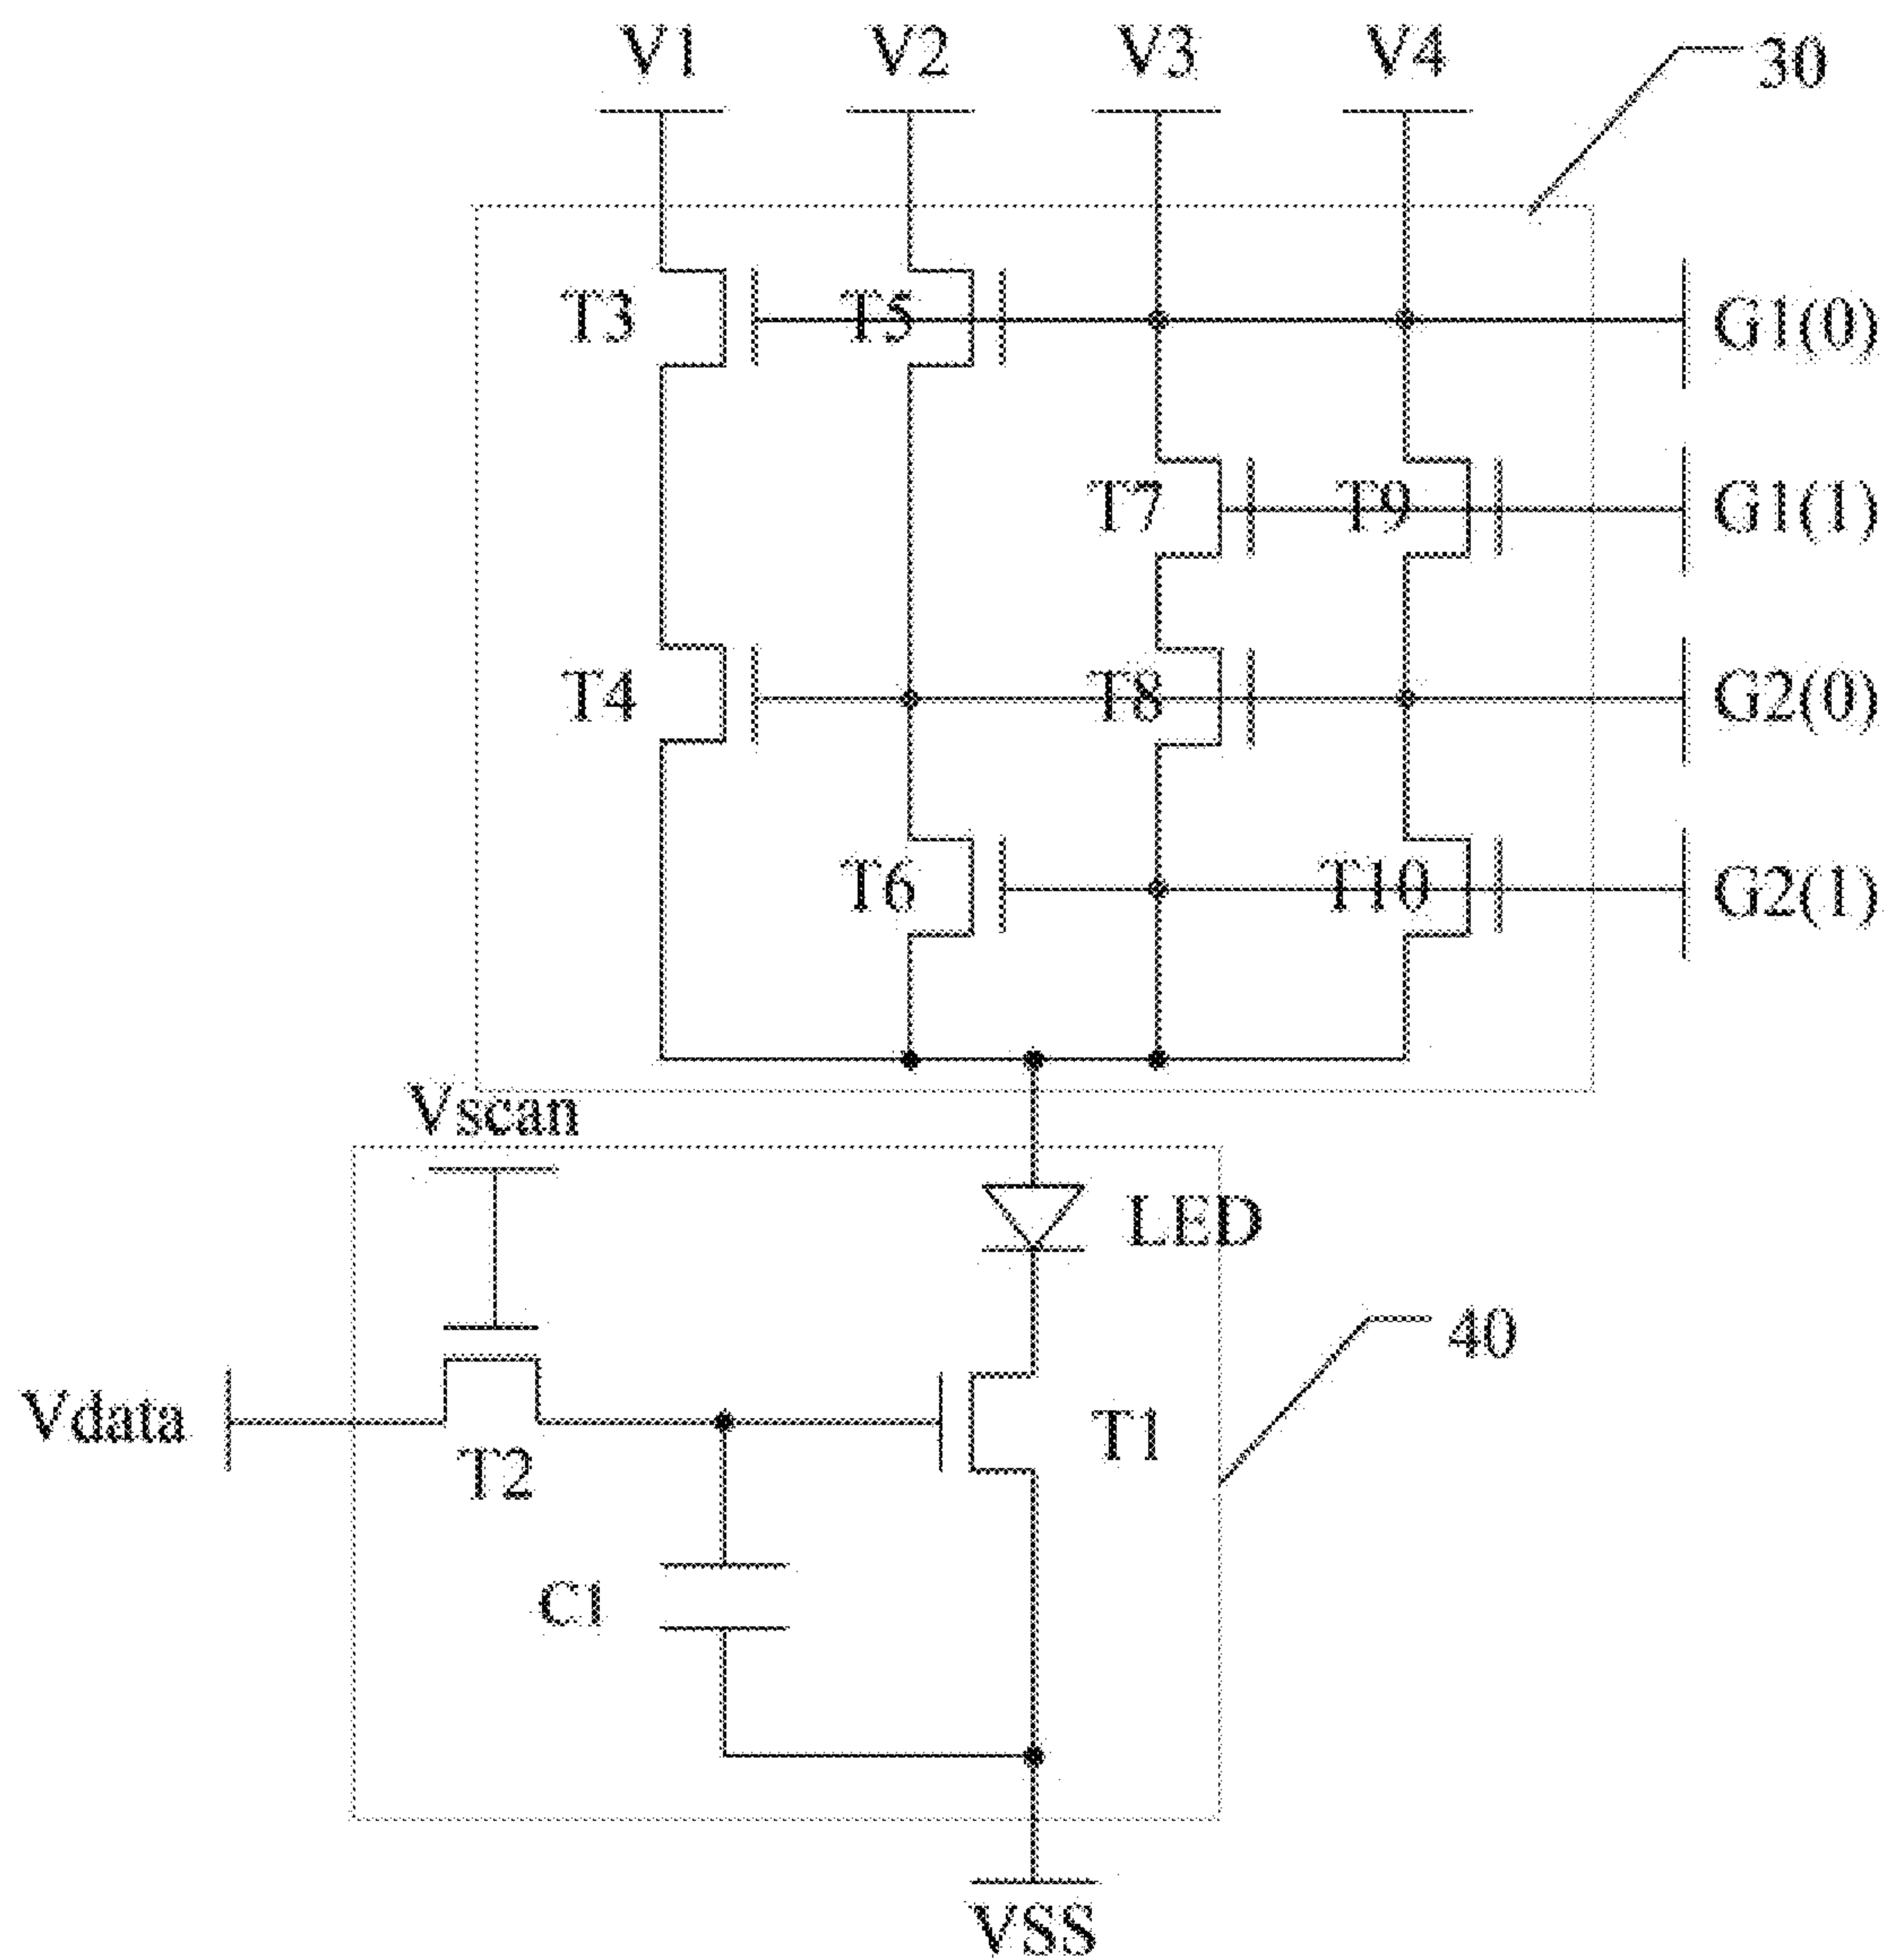 V1 V2 V3 V4
30
T3 T5 G1(0)
T7 T9 G1(1)
T4 T8 G2(0)
T6 T10 G2(1)
Vscan
LED
40
Vdata
T2
T1
C1
VSS